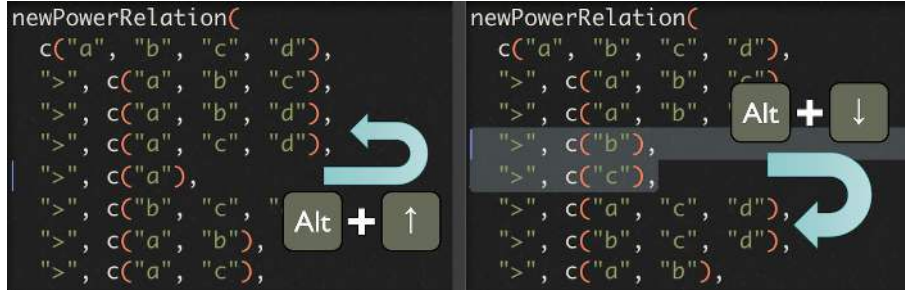 newPowerRelation(
c("a", "b", "c", "d"),
">", c("a", "b", "c"),
">", c("a", "b", "d"),
">", c("a", "c", "d"),
">", c("a"),
">", c("b", "c", "
">", c("a", "b"),
">", c("a", "c"),
Alt + ↑
newPowerRelation(
c("a", "b", "c", "d"),
">", c("a", "b", "c")
">", c("a", "b",
">", c("b"),
">", c("c"),
">", c("a", "c", "d"),
">", c("b", "c", "d"),
">", c("a", "b"),
Alt + ↓